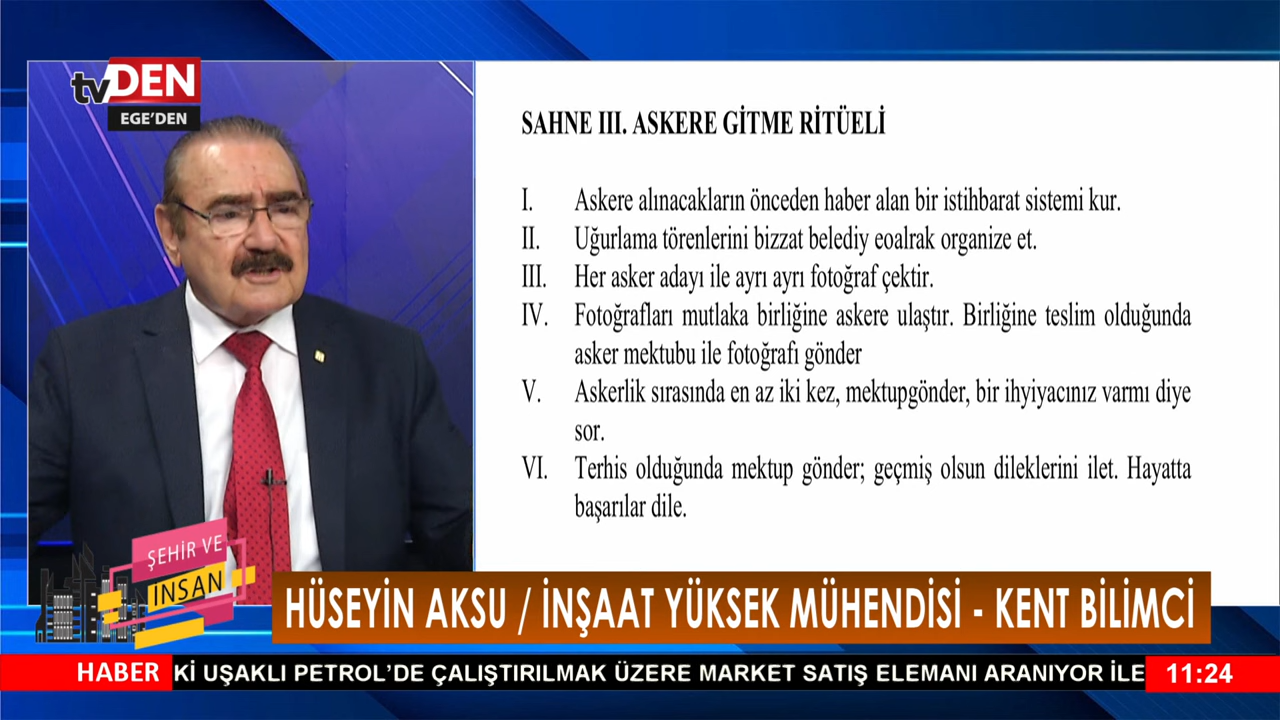 tvDEN
EGE'DEN
SAHNE III. ASKERE GİTME RİTÜELİ
I. Askere alınacakların önceden haber alan bir istihbarat sistemi kur.
II. Uğurlama törenlerini bizzat belediy eoalrak organize et.
III. Her asker adayı ile ayrı ayrı fotoğraf çektir.
IV. Fotoğrafları mutlaka birliğine askere ulaştır. Birliğine teslim olduğunda
asker mektubu ile fotoğrafı gönder
V. Askerlik sırasında en az iki kez, mektupgönder, bir ihyiyacınız varmı diye
sor.
VI. Terhis olduğunda mektup gönder; geçmiş olsun dileklerini ilet. Hayatta
başarılar dile.
ŞEHİR VE
İNSAN
HÜSEYİN AKSU / İNŞAAT YÜKSEK MÜHENDİSİ - KENT BİLİMCİ
HABER Kİ UŞAKLI PETROL'DE ÇALIŞTIRILMAK ÜZERE MARKET SATIŞ ELEMANI ARANIYOR İLE 11:24